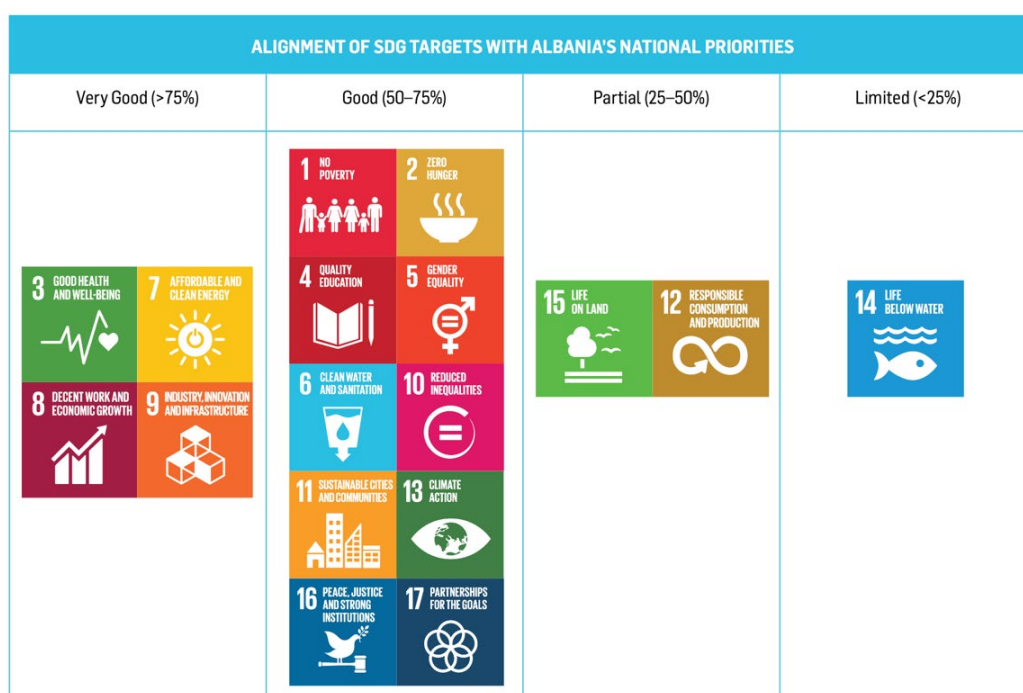 ALIGNMENT OF SDG TARGETS WITH ALBANIA'S NATIONAL PRIORITIES
Very Good (>75%)
Good (50–75%)
Partial (25–50%)
Limited (<25%)
3 GOOD HEALTH
AND WELL-BEING
7 AFFORDABLE AND
CLEAN ENERGY
8 DECENT WORK AND
ECONOMIC GROWTH
9 INDUSTRY, INNOVATION
AND INFRASTRUCTURE
1 NO
POVERTY
2 ZERO
HUNGER
4 QUALITY
EDUCATION
5 GENDER
EQUALITY
6 CLEAN WATER
AND SANITATION
10 REDUCED
INEQUALITIES
11 SUSTAINABLE CITIES
AND COMMUNITIES
13 CLIMATE
ACTION
16 PEACE, JUSTICE
AND STRONG
INSTITUTIONS
17 PARTNERSHIPS
FOR THE GOALS
15 LIFE
ON LAND
12 RESPONSIBLE
CONSUMPTION
AND PRODUCTION
14 LIFE
BELOW WATER